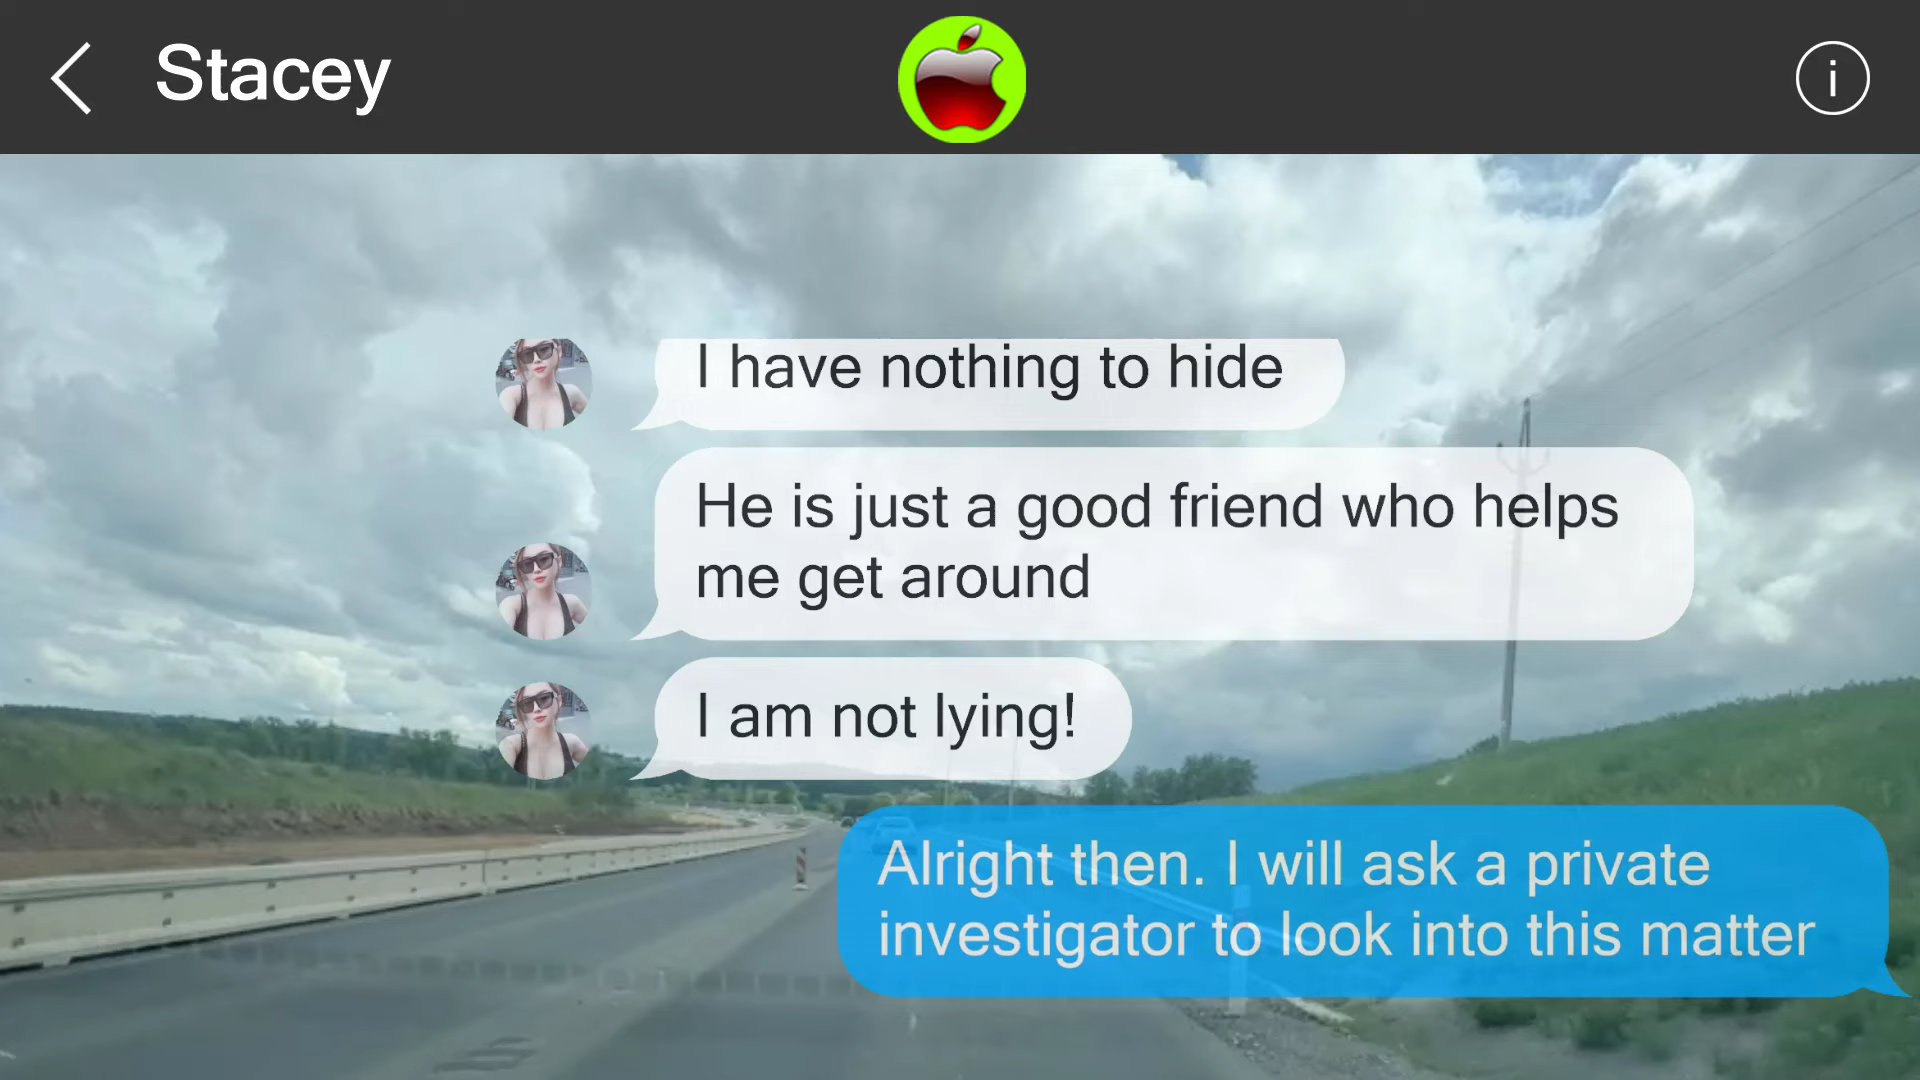 Stacey
i
I have nothing to hide
He is just a good friend who helps
me get around
I am not lying!
Alright then. I will ask a private
investigator to look into this matter